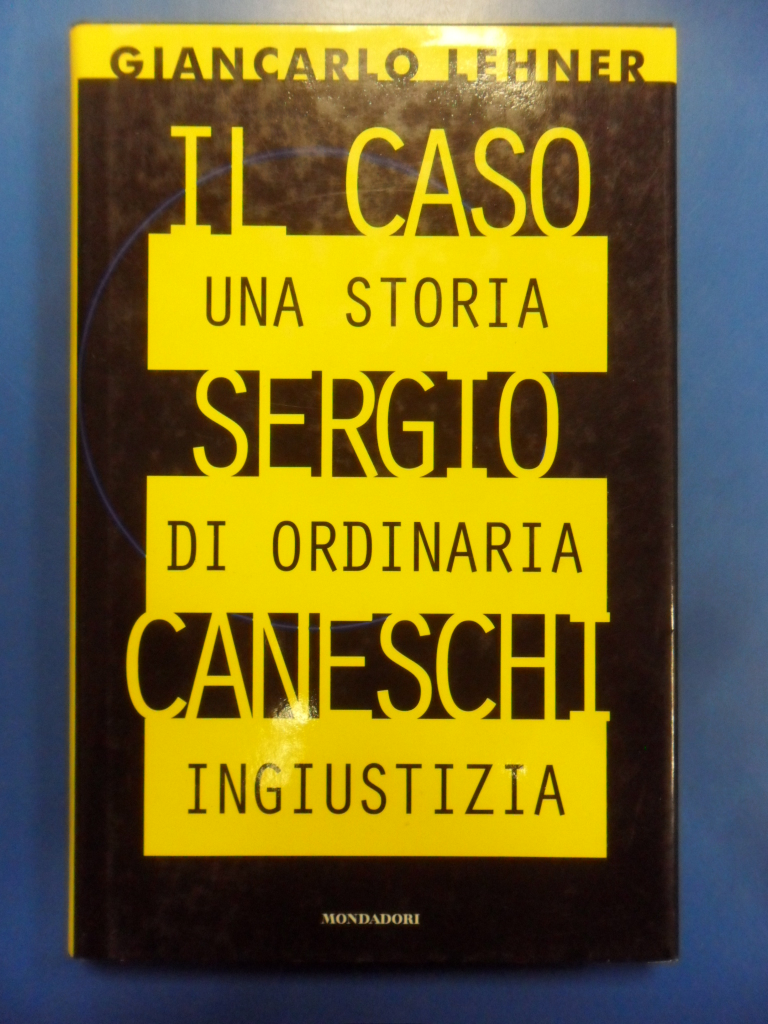 GIANCARLO LEHNER
IL CASO
UNA STORIA
SERGIO
DI ORDINARIA
CANESCHI
INGIUSTIZIA
MONDADORI